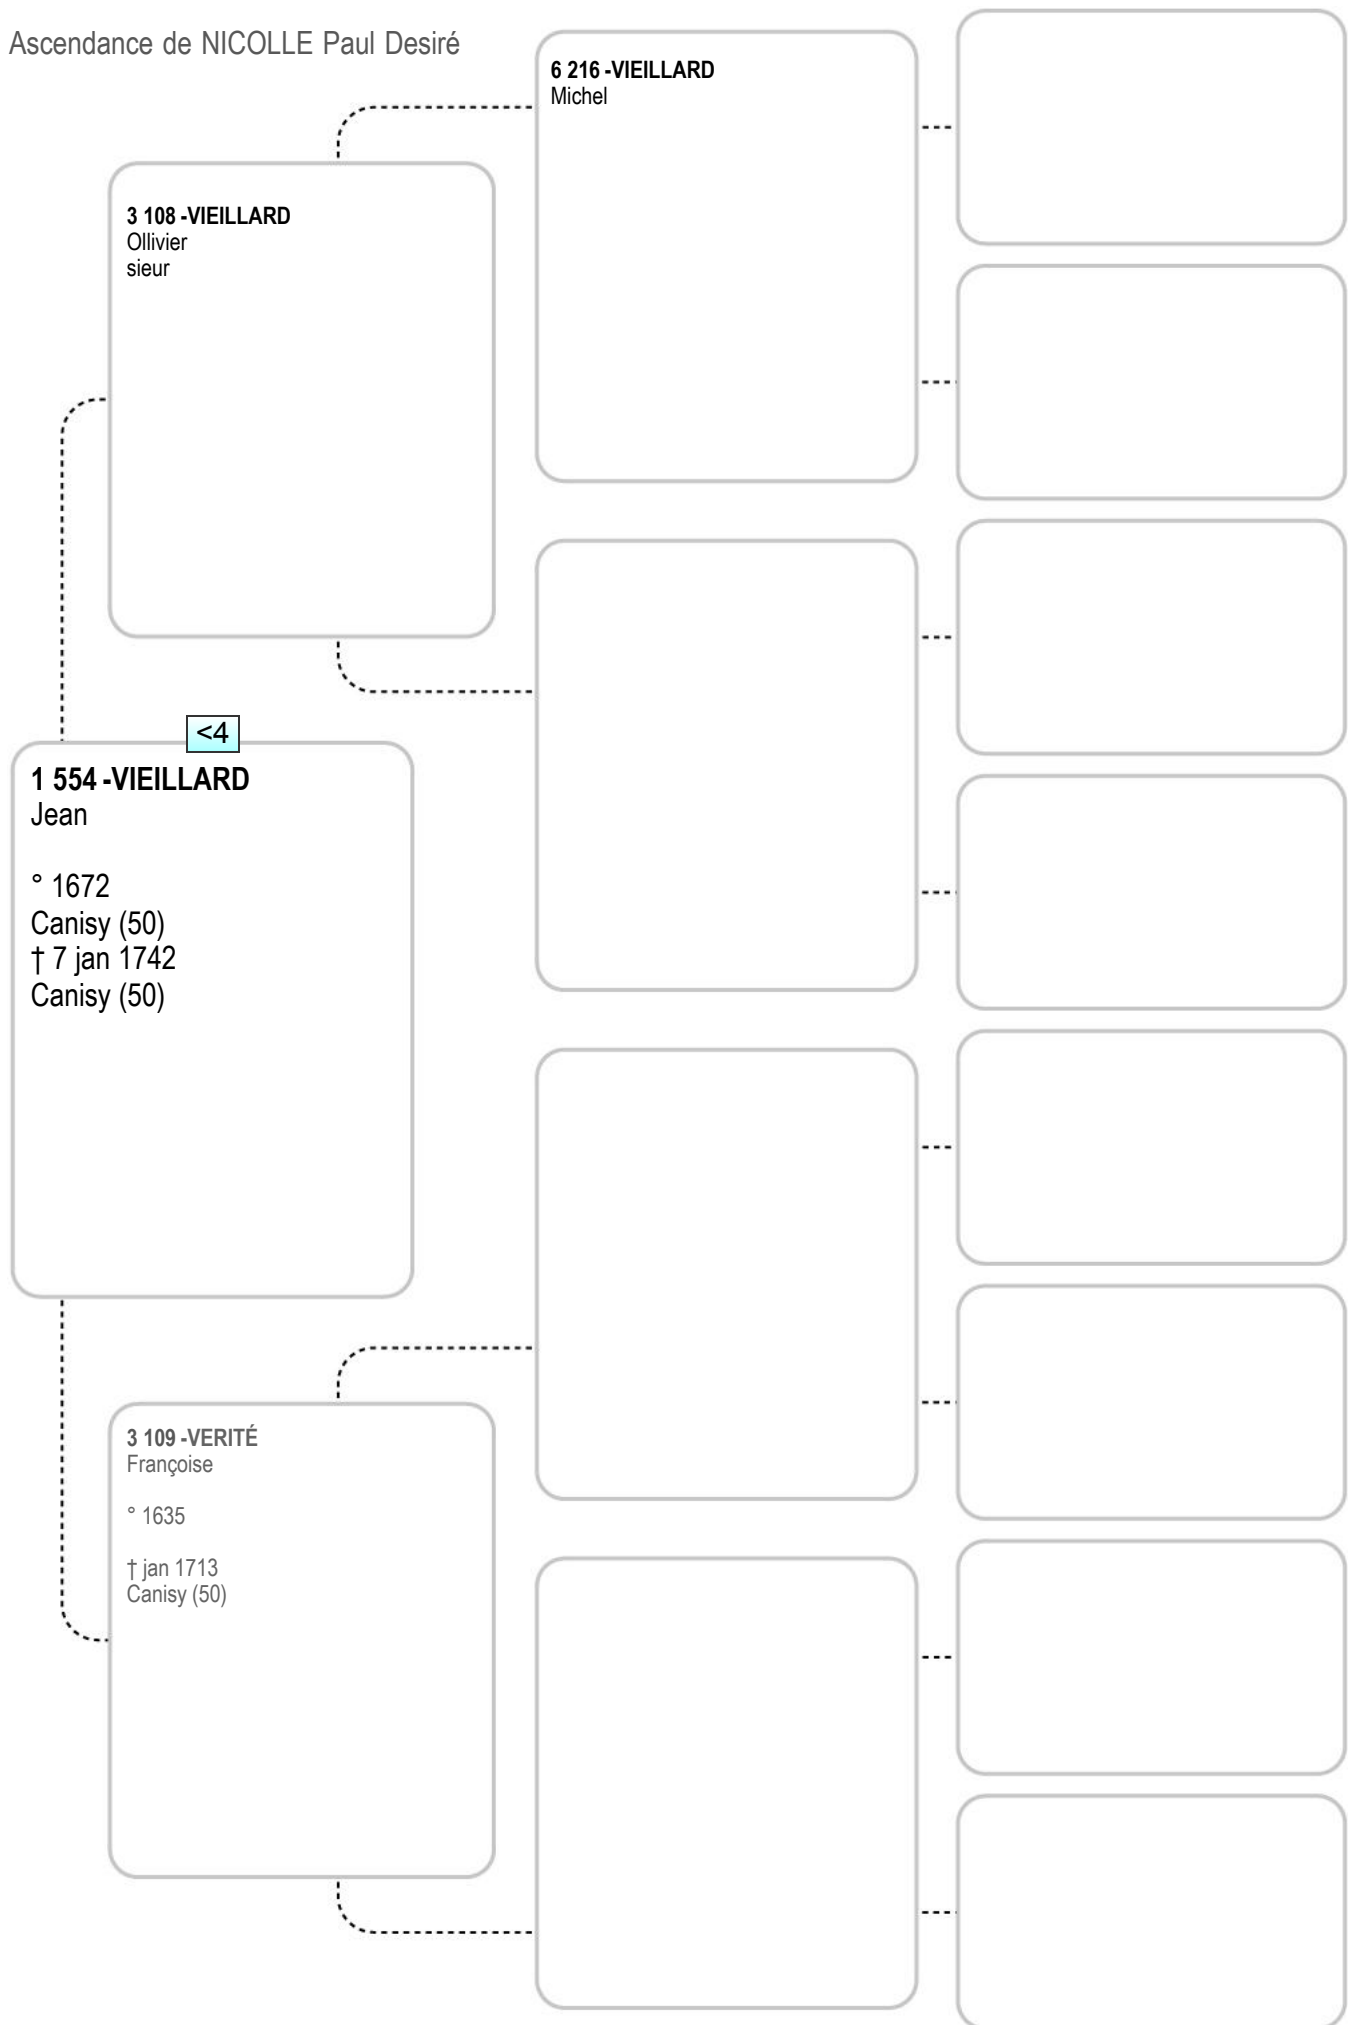 Ascendance de NICOLLE Paul Desiré
6 216 -VIEILLARD
Michel
3 108 -VIEILLARD
Ollivier
sieur
<4
1 554 -VIEILLARD
Jean
° 1672
Canisy (50)
† 7 jan 1742
Canisy (50)
3 109 -VERITÉ
Françoise
° 1635
† jan 1713
Canisy (50)